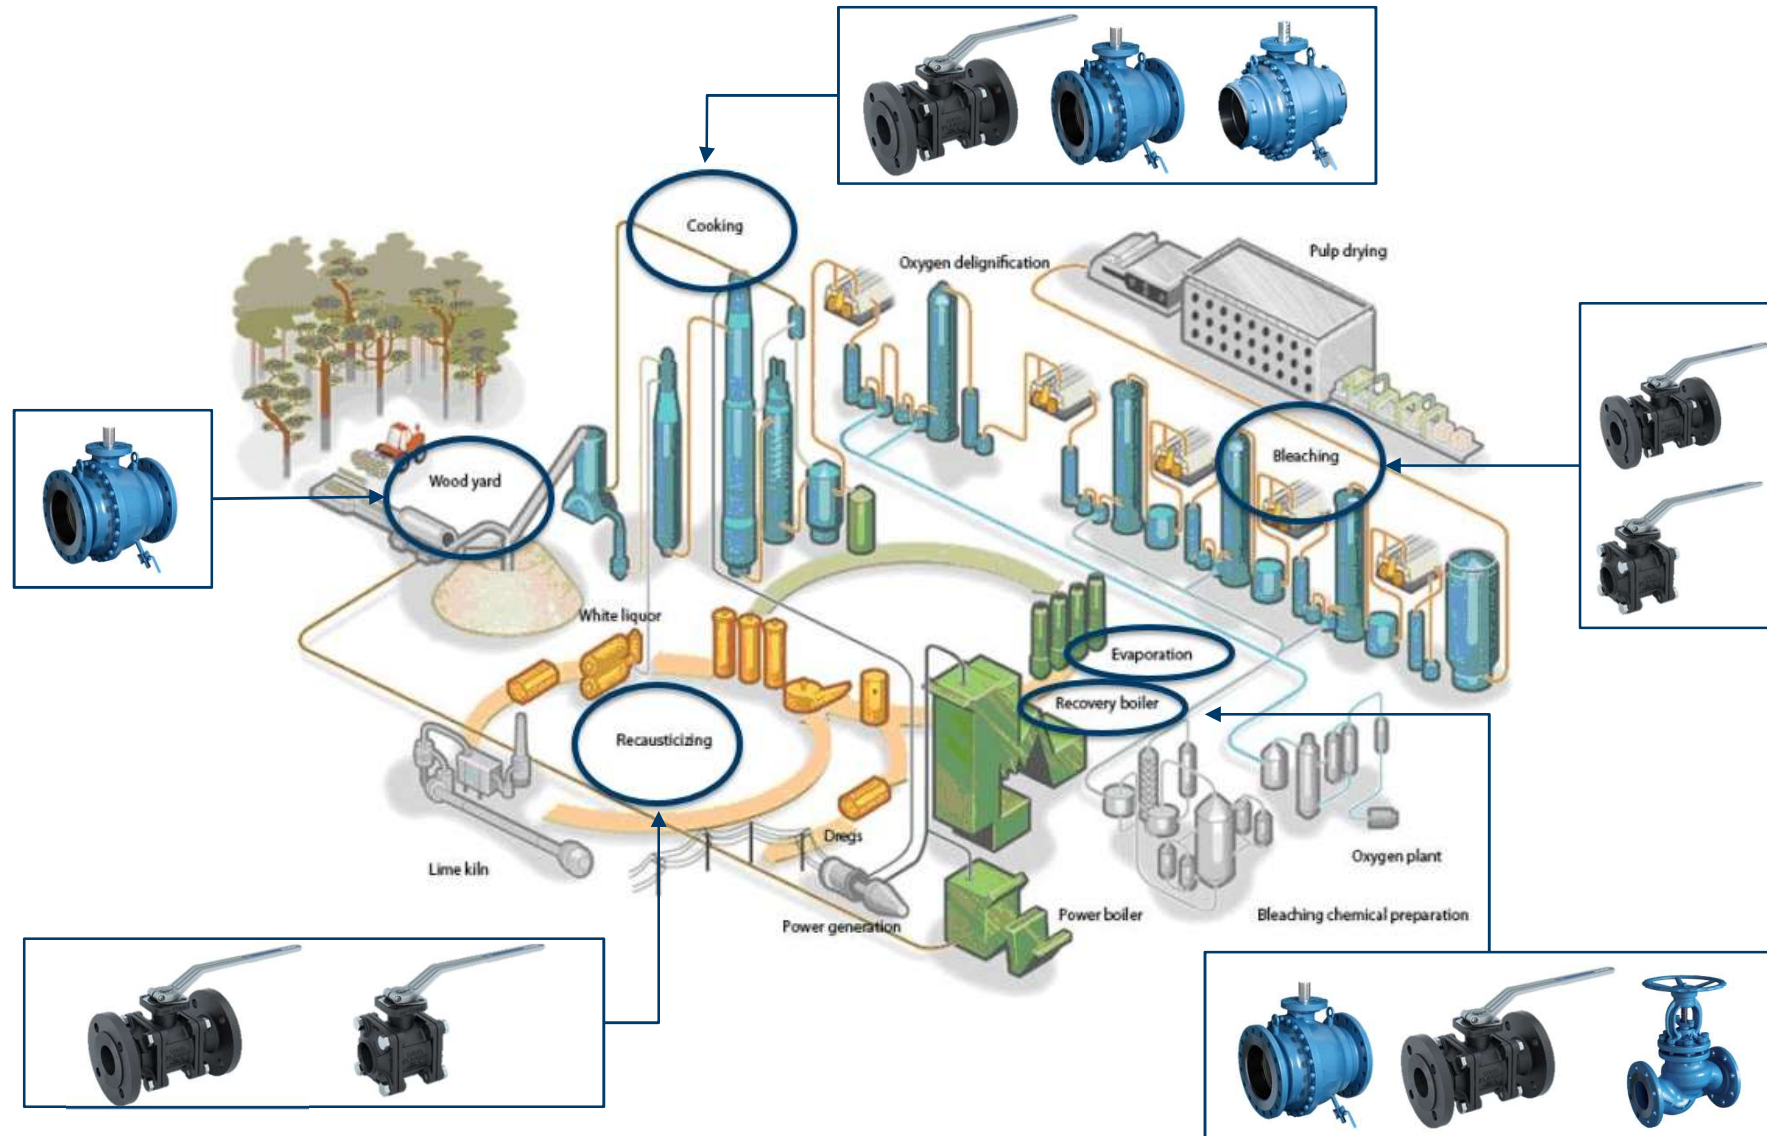 Cooking
Oxygen delignification
Pulp drying
Wood yard
Bleaching
White liquor
Evaporation
Recovery boiler
Recausticizing
Dregs
Lime kiln
Oxygen plant
Power generation
Power boiler
Bleaching chemical preparation